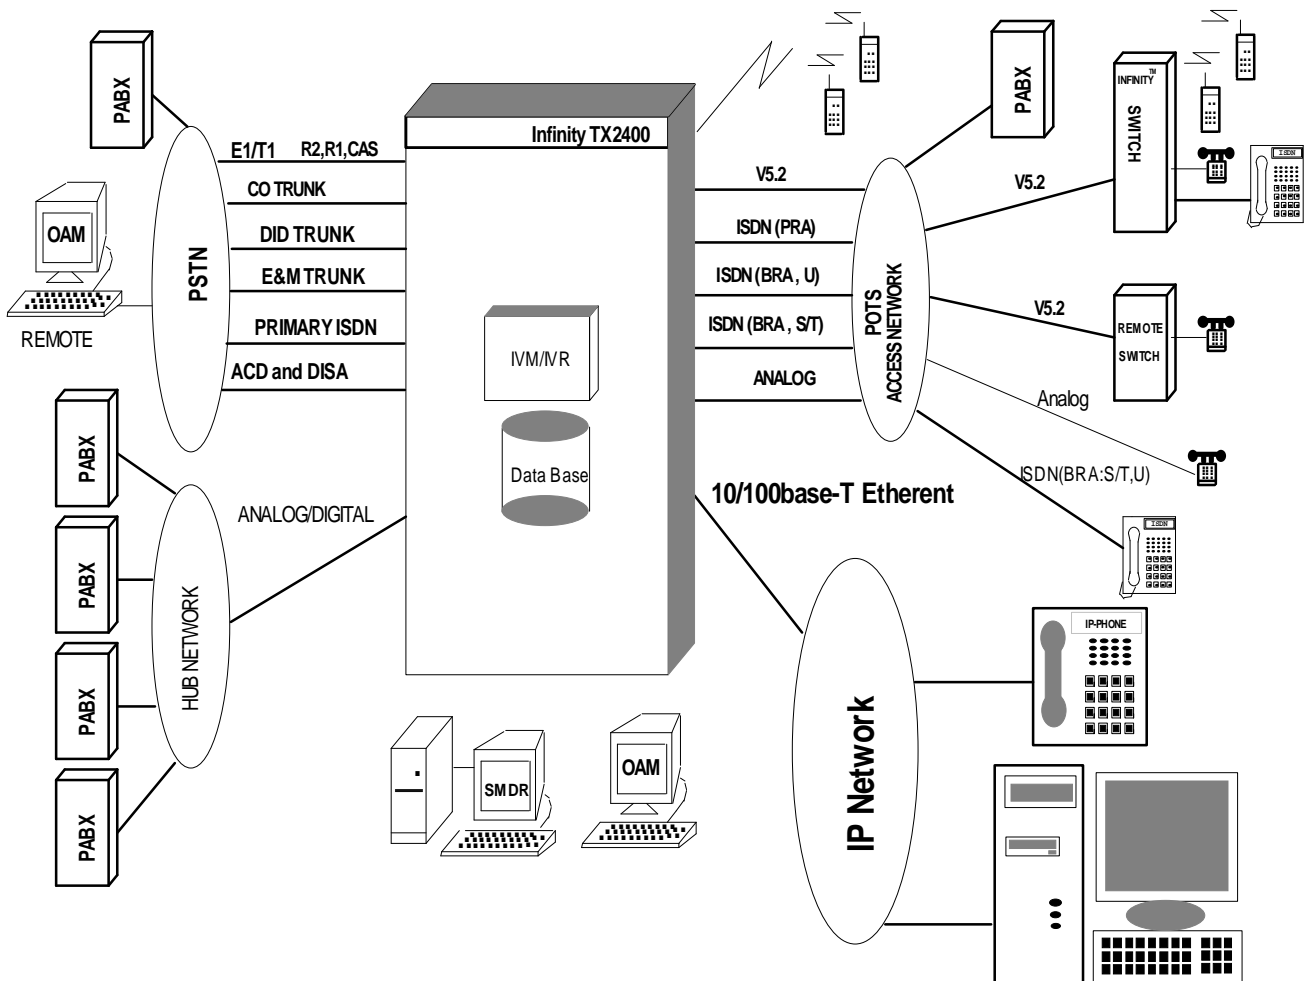 PABX
Infinity TX2400
E1/T1 R2,R1,CAS
CO TRUNK
DID TRUNK
E&M TRUNK
PRIMARY ISDN
ACD and DISA
PSTN
OAM
REMOTE
IVM/IVR
Data Base
V5.2
ISDN (PRA)
ISDN (BRA , U)
ISDN (BRA , S/T)
ANALOG
POTS
ACCESS NETWORK
PABX
INFINITY™
SWITCH
V5.2
ISDN
V5.2
REMOTE
SWITCH
Analog
ISDN(BRA:S/T,U)
ISDN
PABX
PABX
PABX
PABX
HUB NETWORK
ANALOG/DIGITAL
10/100base-T Etherent
SMDR
OAM
IP Network
IP-PHONE